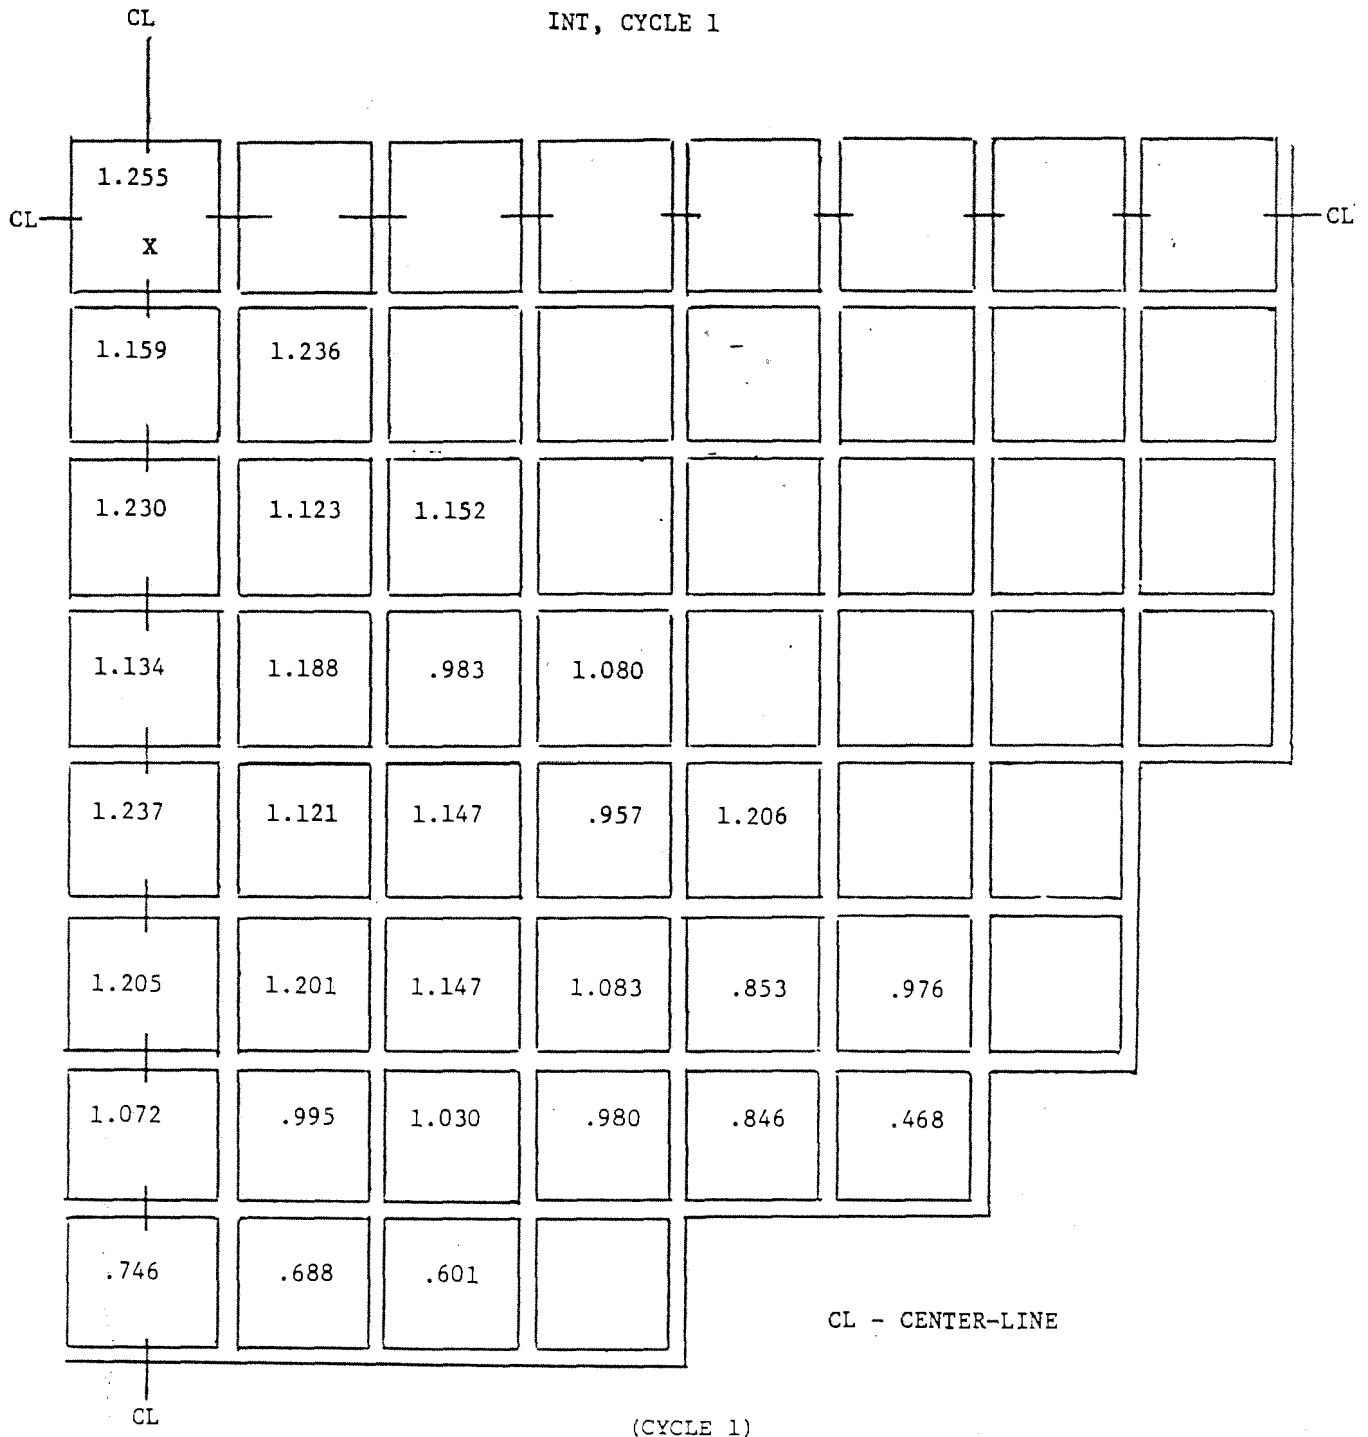 CL
INT, CYCLE 1
1.255
CL
CL
X
1.159 1.236
1.230 1.123 1.152
1.134 1.188 .983 1.080
1.237 1.121 1.147 .957 1.206
1.205 1.201 1.147 1.083 .853 .976
1.072 .995 1.030 .980 .846 .468
.746 .688 .601
CL - CENTER-LINE
CL
(CYCLE 1)